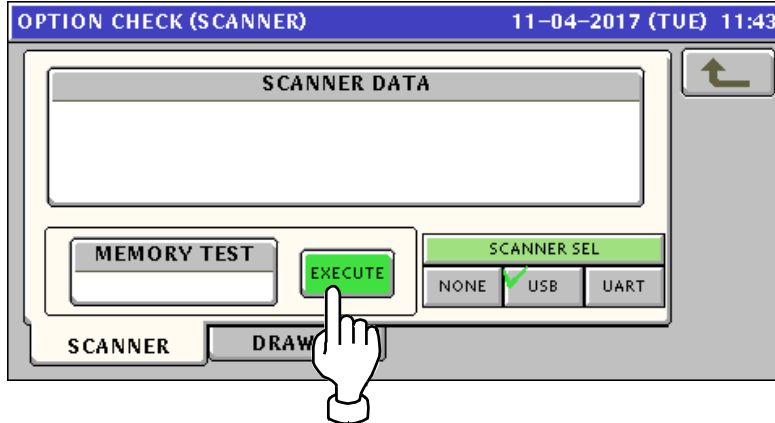 OPTION CHECK (SCANNER) 11-04-2017 (TUE) 11:43
SCANNER DATA
MEMORY TEST
EXECUTE
SCANNER SEL
NONE USB UART
SCANNER DRAW